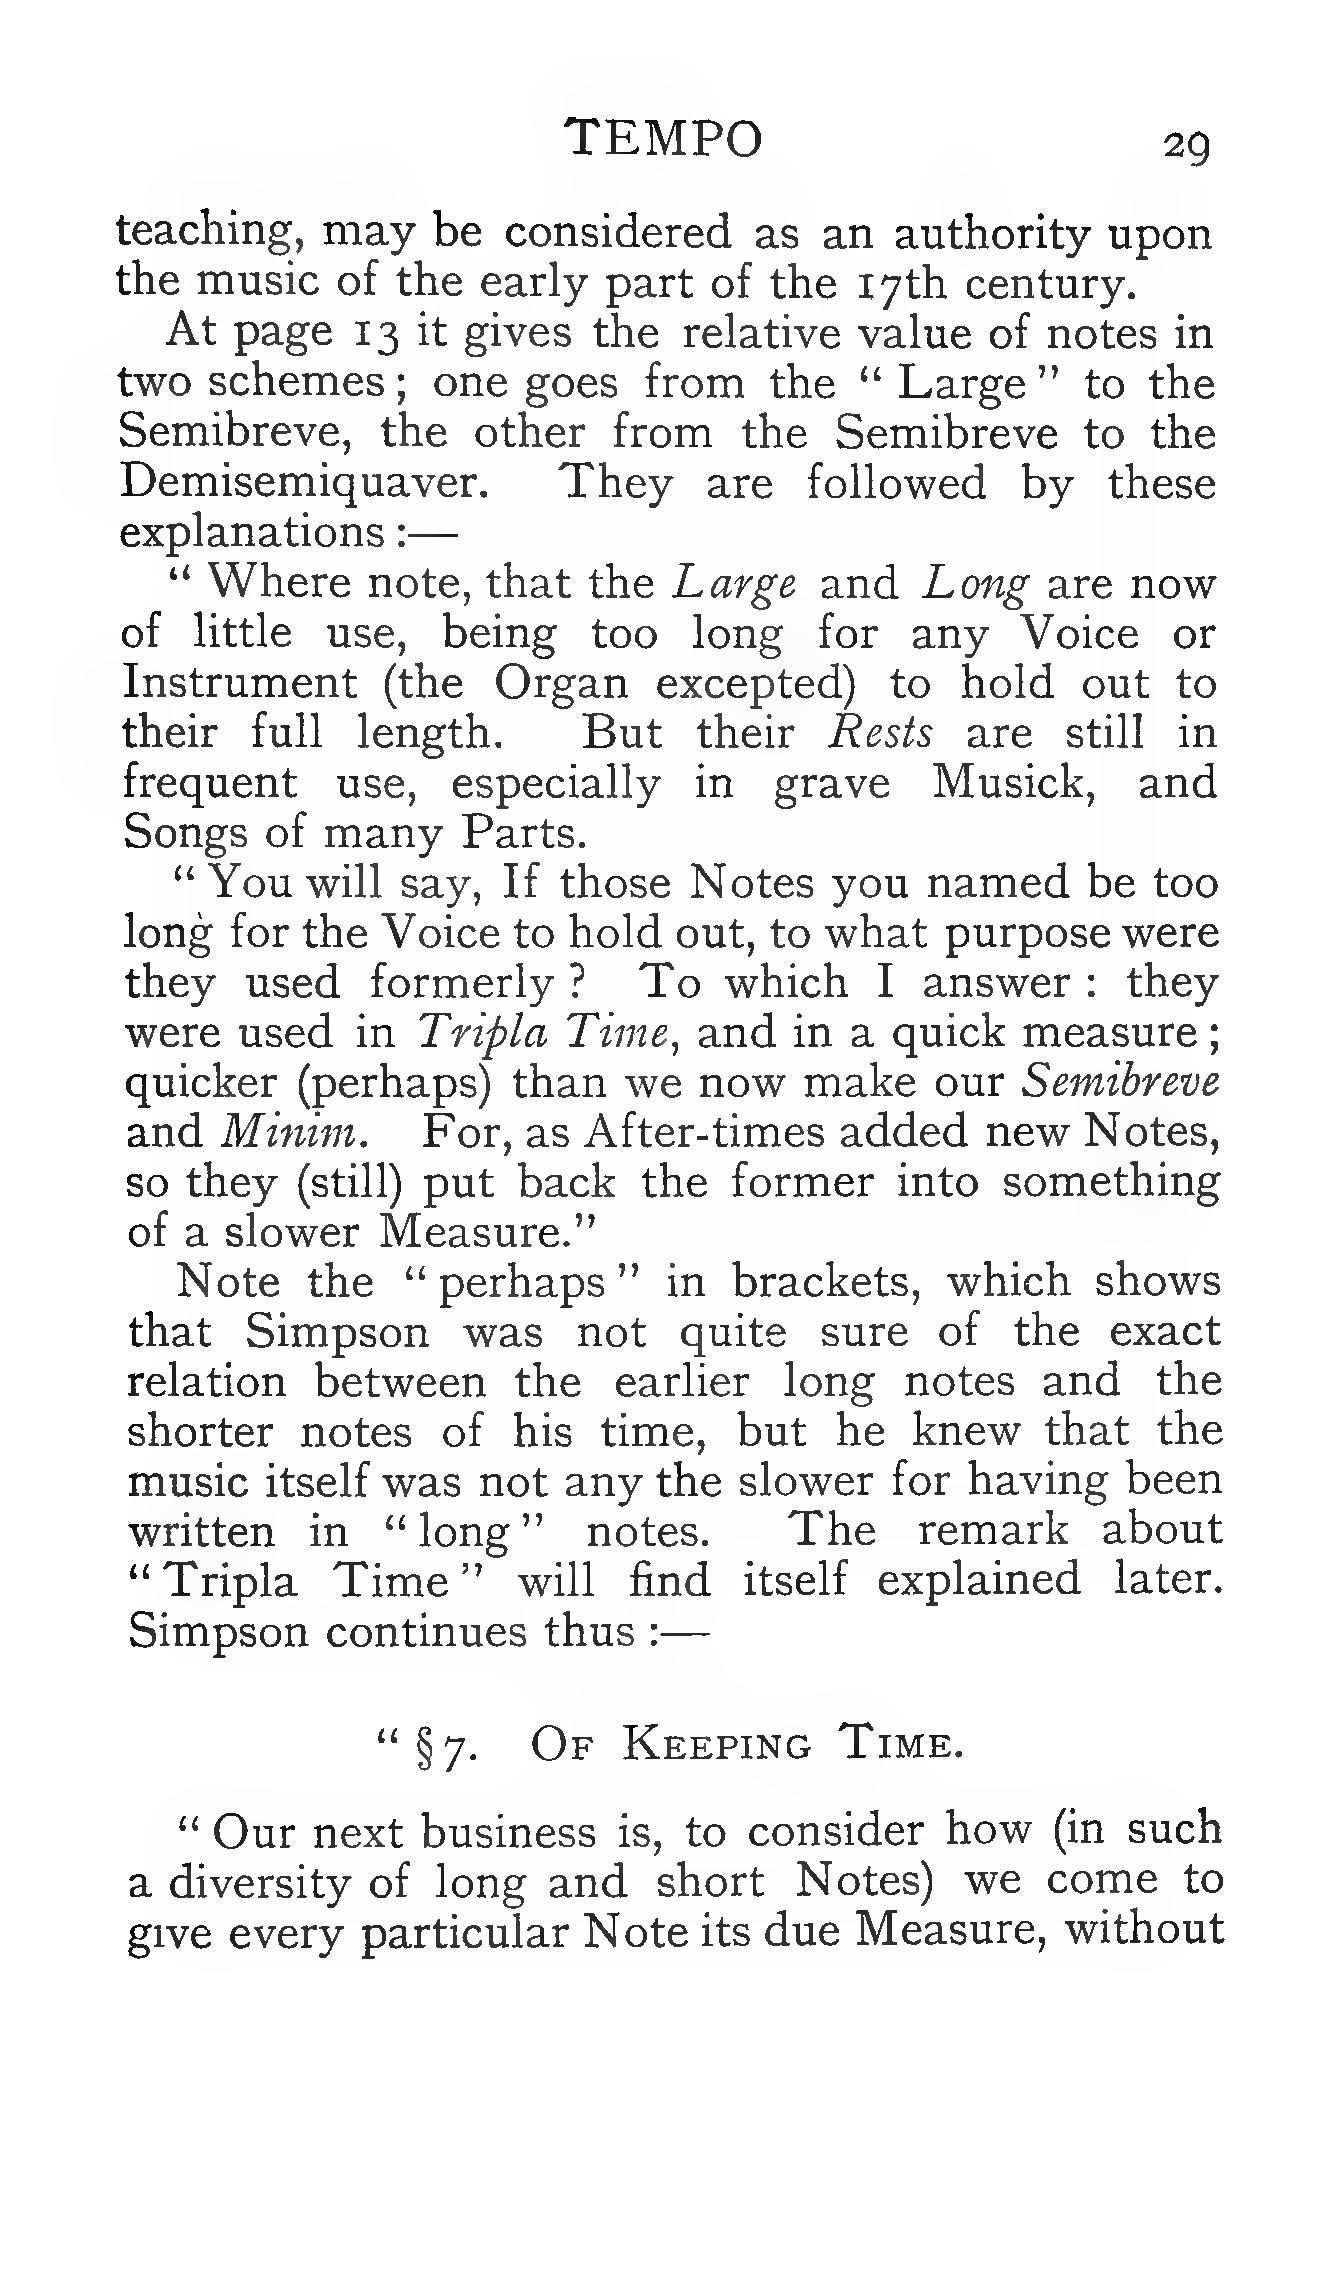 TEMPO 29
teaching, may be considered as an authority upon
the music of the early part of the 17th century.
At page 13 it gives the relative value of notes in
two schemes ; one goes from the “ Large ” to the
Semibreve, the other from the Semibreve to the
Demisemiquaver. They are followed by these
explanations :—
“ Where note, that the Large and Long are now
of little use, being too long for any Voice or
Instrument (the Organ excepted) to hold out to
their full length. But their Rests are still in
frequent use, especially in grave Musick, and
Songs of many Parts.
“ You will say, If those Notes you named be too
long for the Voice to hold out, to what purpose were
they used formerly ? To which I answer : they
were used in Tripla Time, and in a quick measure ;
quicker (perhaps) than we now make our Semibreve
and Minim. For, as After-times added new Notes,
so they (still) put back the former into something
of a slower Measure.”
Note the “ perhaps ” in brackets, which shows
that Simpson was not quite sure of the exact
relation between the earlier long notes and the
shorter notes of his time, but he knew that the
music itself was not any the slower for having been
written in “ long ” notes. The remark about
“ Tripla Time ” will find itself explained later.
Simpson continues thus :—
“ § 7. Of Keeping Time.
“ Our next business is, to consider how (in such
a diversity of long and short Notes) we come to
give every particular Note its due Measure, without